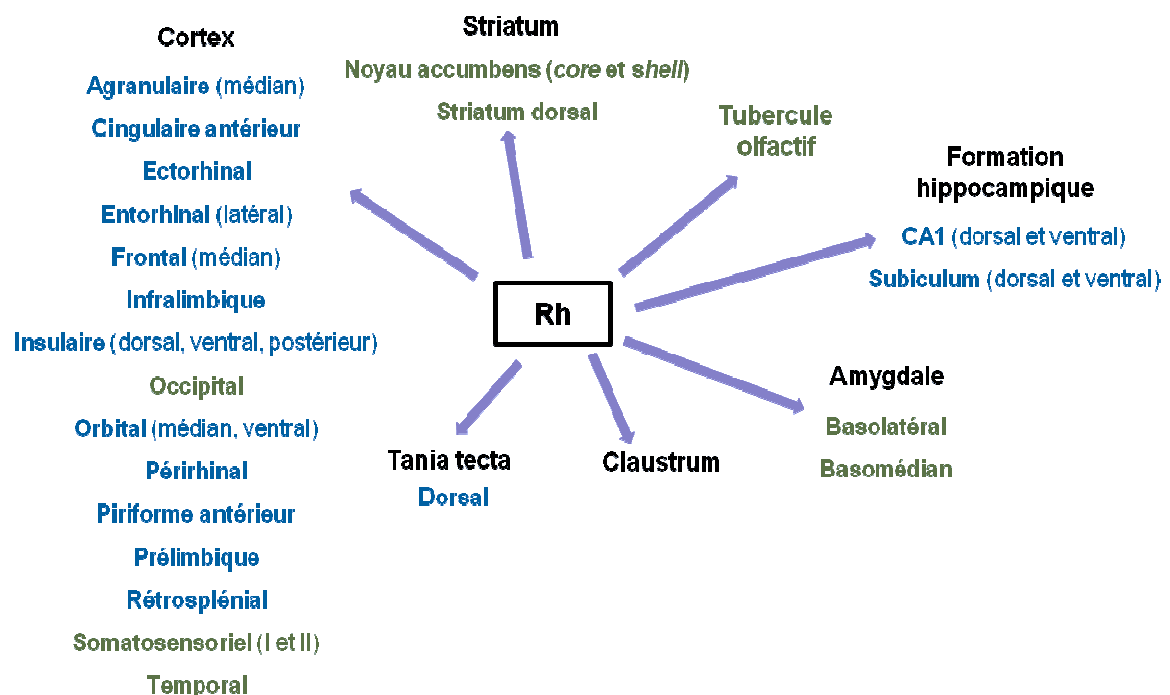 Cortex
Agranulaire (médian)
Cingulaire antérieur
Ectorhinal
Entorhinal (latéral)
Frontal (médian)
Infralimbique
Insulaire (dorsal, ventral, postérieur)
Occipital
Orbital (médian, ventral)
Périrhinal
Piriforme antérieur
Prélimbique
Rétrosplénial
Somatosensoriel (I et II)
Temporal
Striatum
Noyau accumbens (core et shell)
Striatum dorsal
Tubercule
olfactif
Formation
hippocampique
CA1 (dorsal et ventral)
Subiculum (dorsal et ventral)
Rh
Amygdale
Basolatéral
Basomédian
Tania tecta
Dorsal
Claustrum